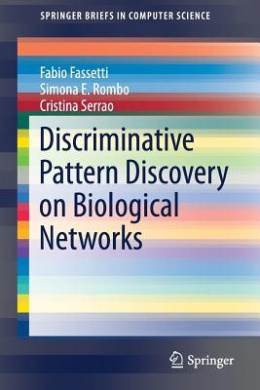 SPRINGER BRIEFS IN COMPUTER SCIENCE
Fabio Fassetti
Simona E. Rombo
Cristina Serrao
Discriminative
Pattern Discovery
on Biological
Networks
Springer